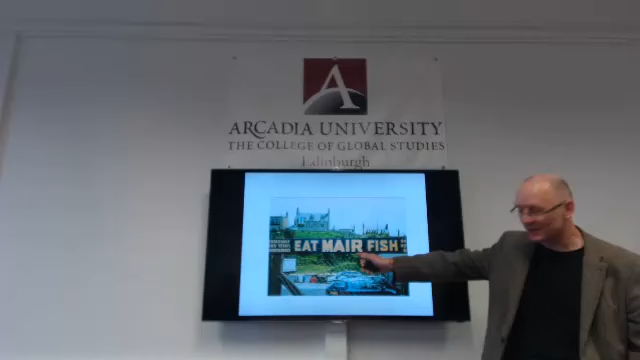 A
ARCADIA UNIVERSITY
THE COLLEGE OF GLOBAL STUDIES
Edinburgh
EAT MAIR FISH